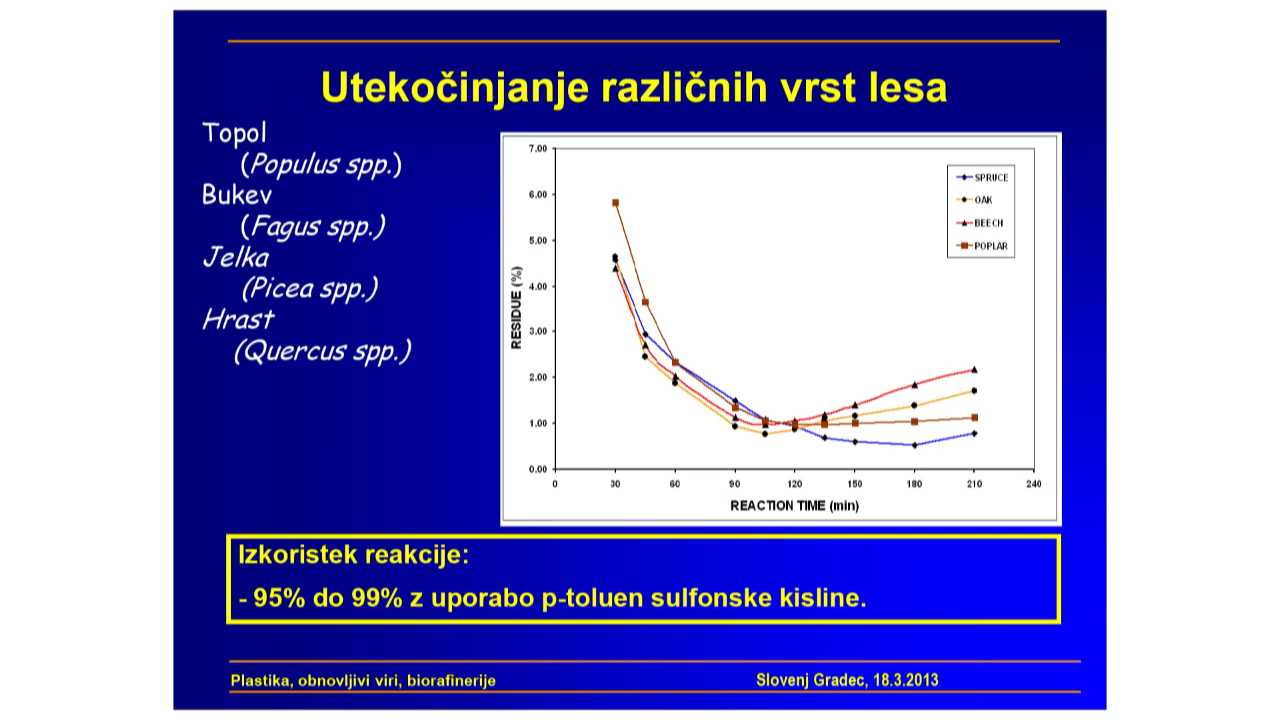 Utekočinjanje različnih vrst lesa
Topol
(Populus spp.)
Bukev
(Fagus spp.)
Jelka
(Picea spp.)
Hrast
(Quercus spp.)
7.00
6.00
5.00
4.00
3.00
2.00
1.00
0.00
RESIDUE (%)
0 30 60 90 120 150 180 210 240
REACTION TIME (min)
SPRUCE
OAK
BEECH
POPLAR
Izkoristek reakcije:
- 95% do 99% z uporabo p-toluen sulfonske kisline.
Plastika, obnovljivi viri, biorafinerije Slovenj Gradec, 18.3.2013